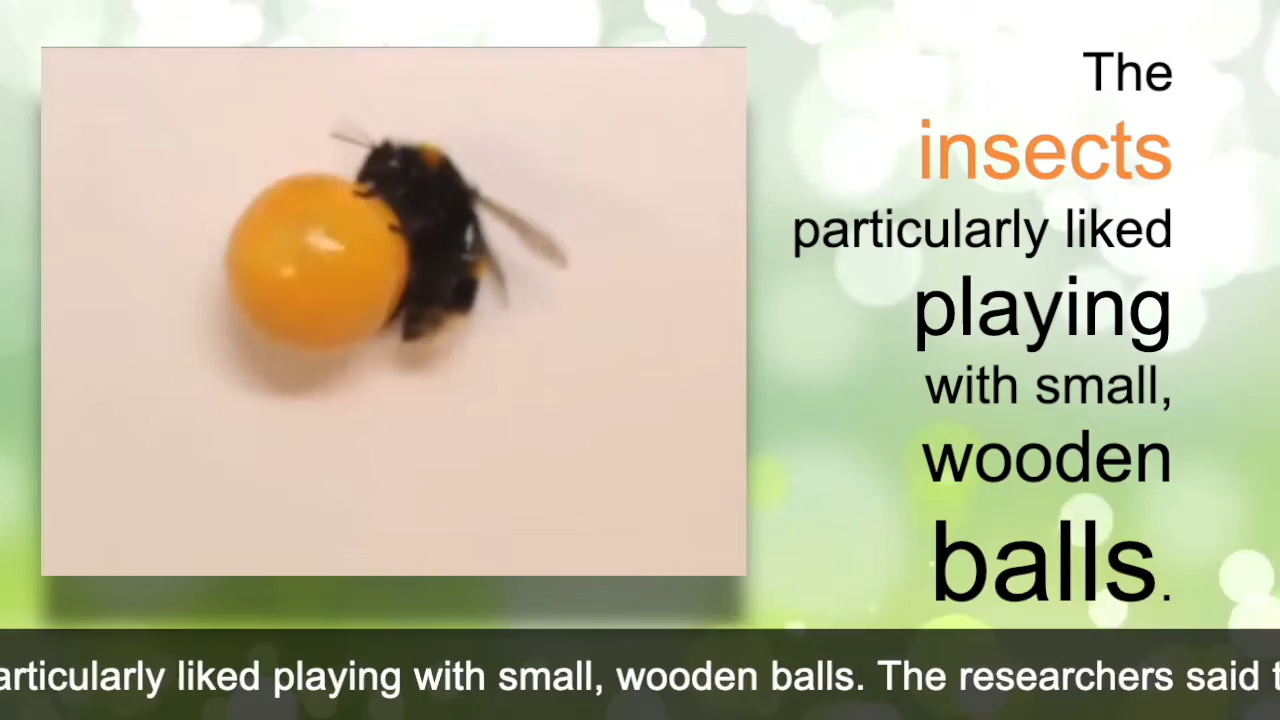 The
insects
particularly liked
playing
with small,
wooden
balls.
articularly liked playing with small, wooden balls. The researchers said t